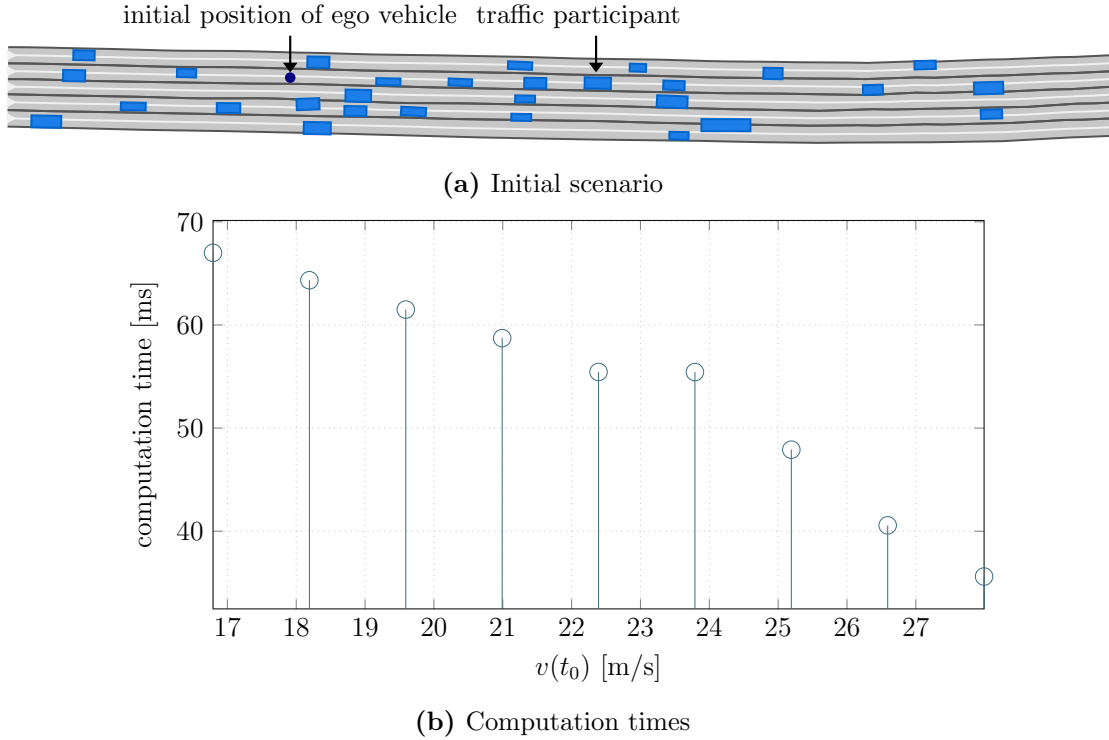 initial position of ego vehicle traffic participant
(a) Initial scenario
70
60
50
40
computation time [ms]
17 18 19 20 21 22 23 24 25 26 27
v(t₀) [m/s]
(b) Computation times